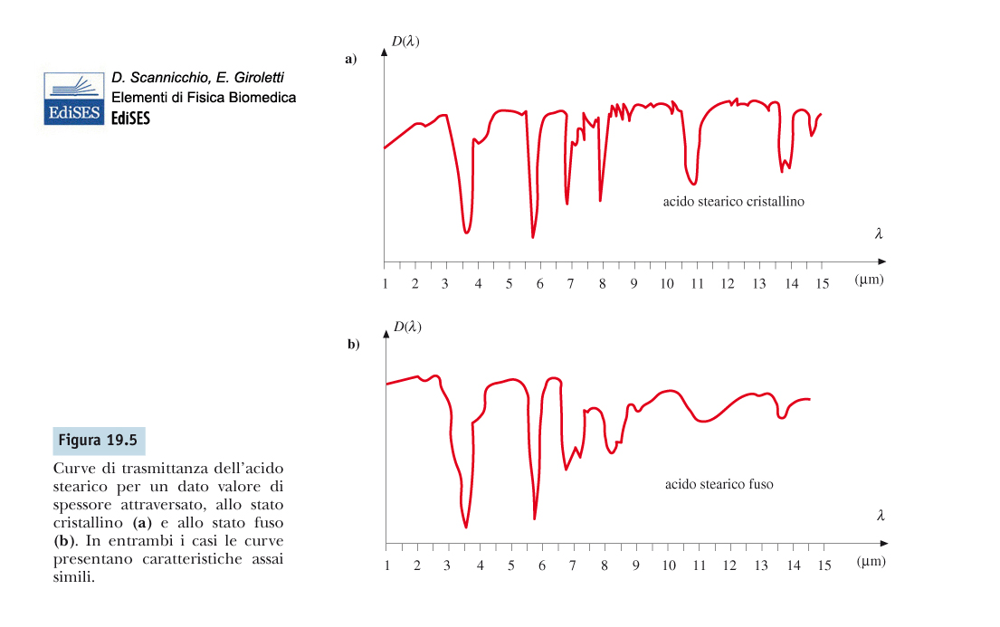 D. Scannicchio, E. Giroletti
Elementi di Fisica Biomedica
EdiSES
EdiSES
a)
D(λ)
acido stearico cristallino
λ
1 2 3 4 5 6 7 8 9 10 11 12 13 14 15 (μm)
b)
D(λ)
acido stearico fuso
λ
1 2 3 4 5 6 7 8 9 10 11 12 13 14 15 (μm)
Figura 19.5
Curve di trasmittanza dell'acido
stearico per un dato valore di
spessore attraversato, allo stato
cristallino (a) e allo stato fuso
(b). In entrambi i casi le curve
presentano caratteristiche assai
simili.